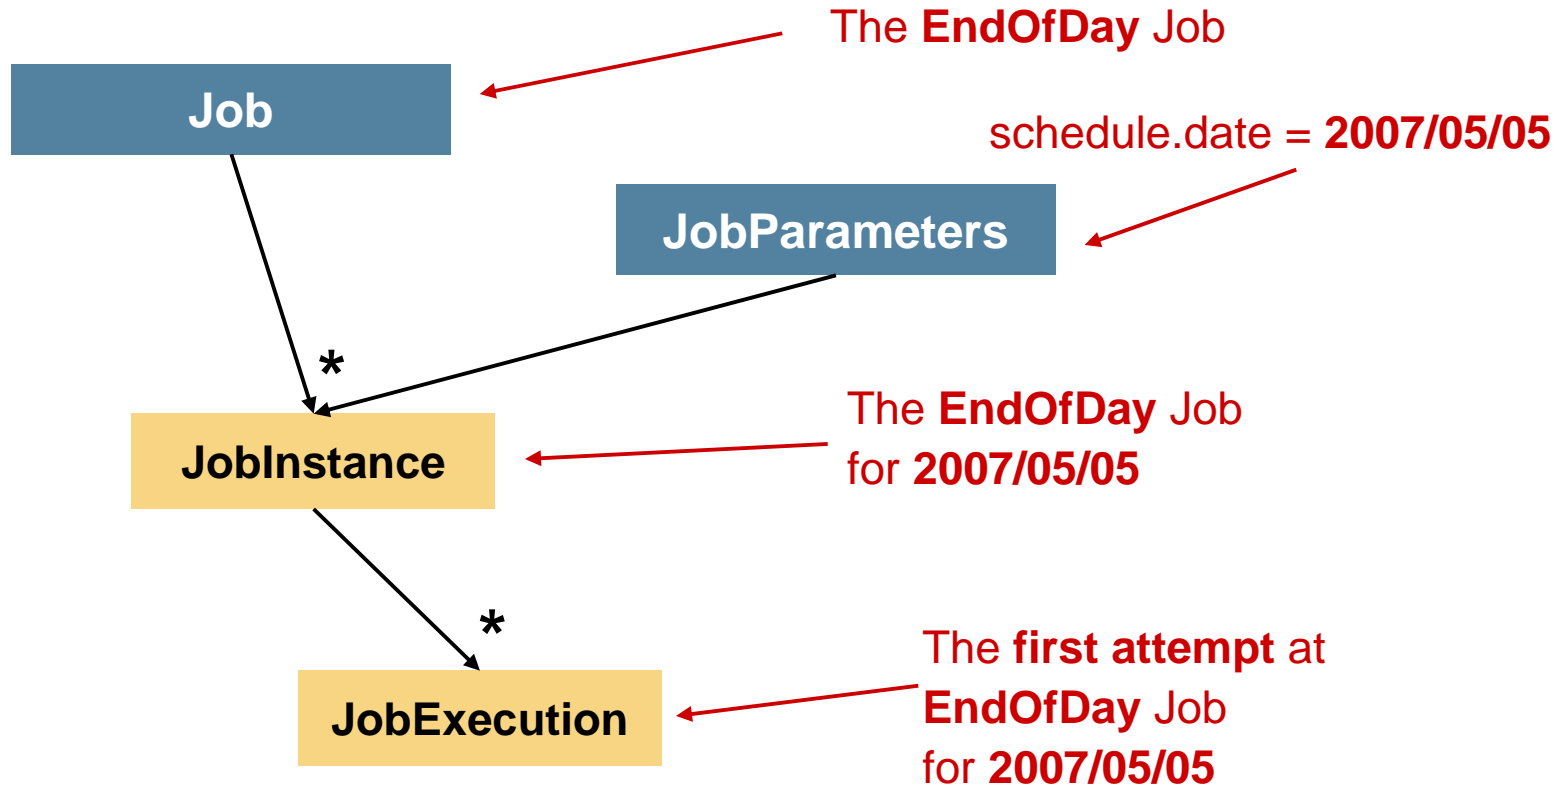 The EndOfDay Job
Job
schedule.date = 2007/05/05
JobParameters
*
The EndOfDay Job
for 2007/05/05
JobInstance
*
The first attempt at
EndOfDay Job
for 2007/05/05
JobExecution